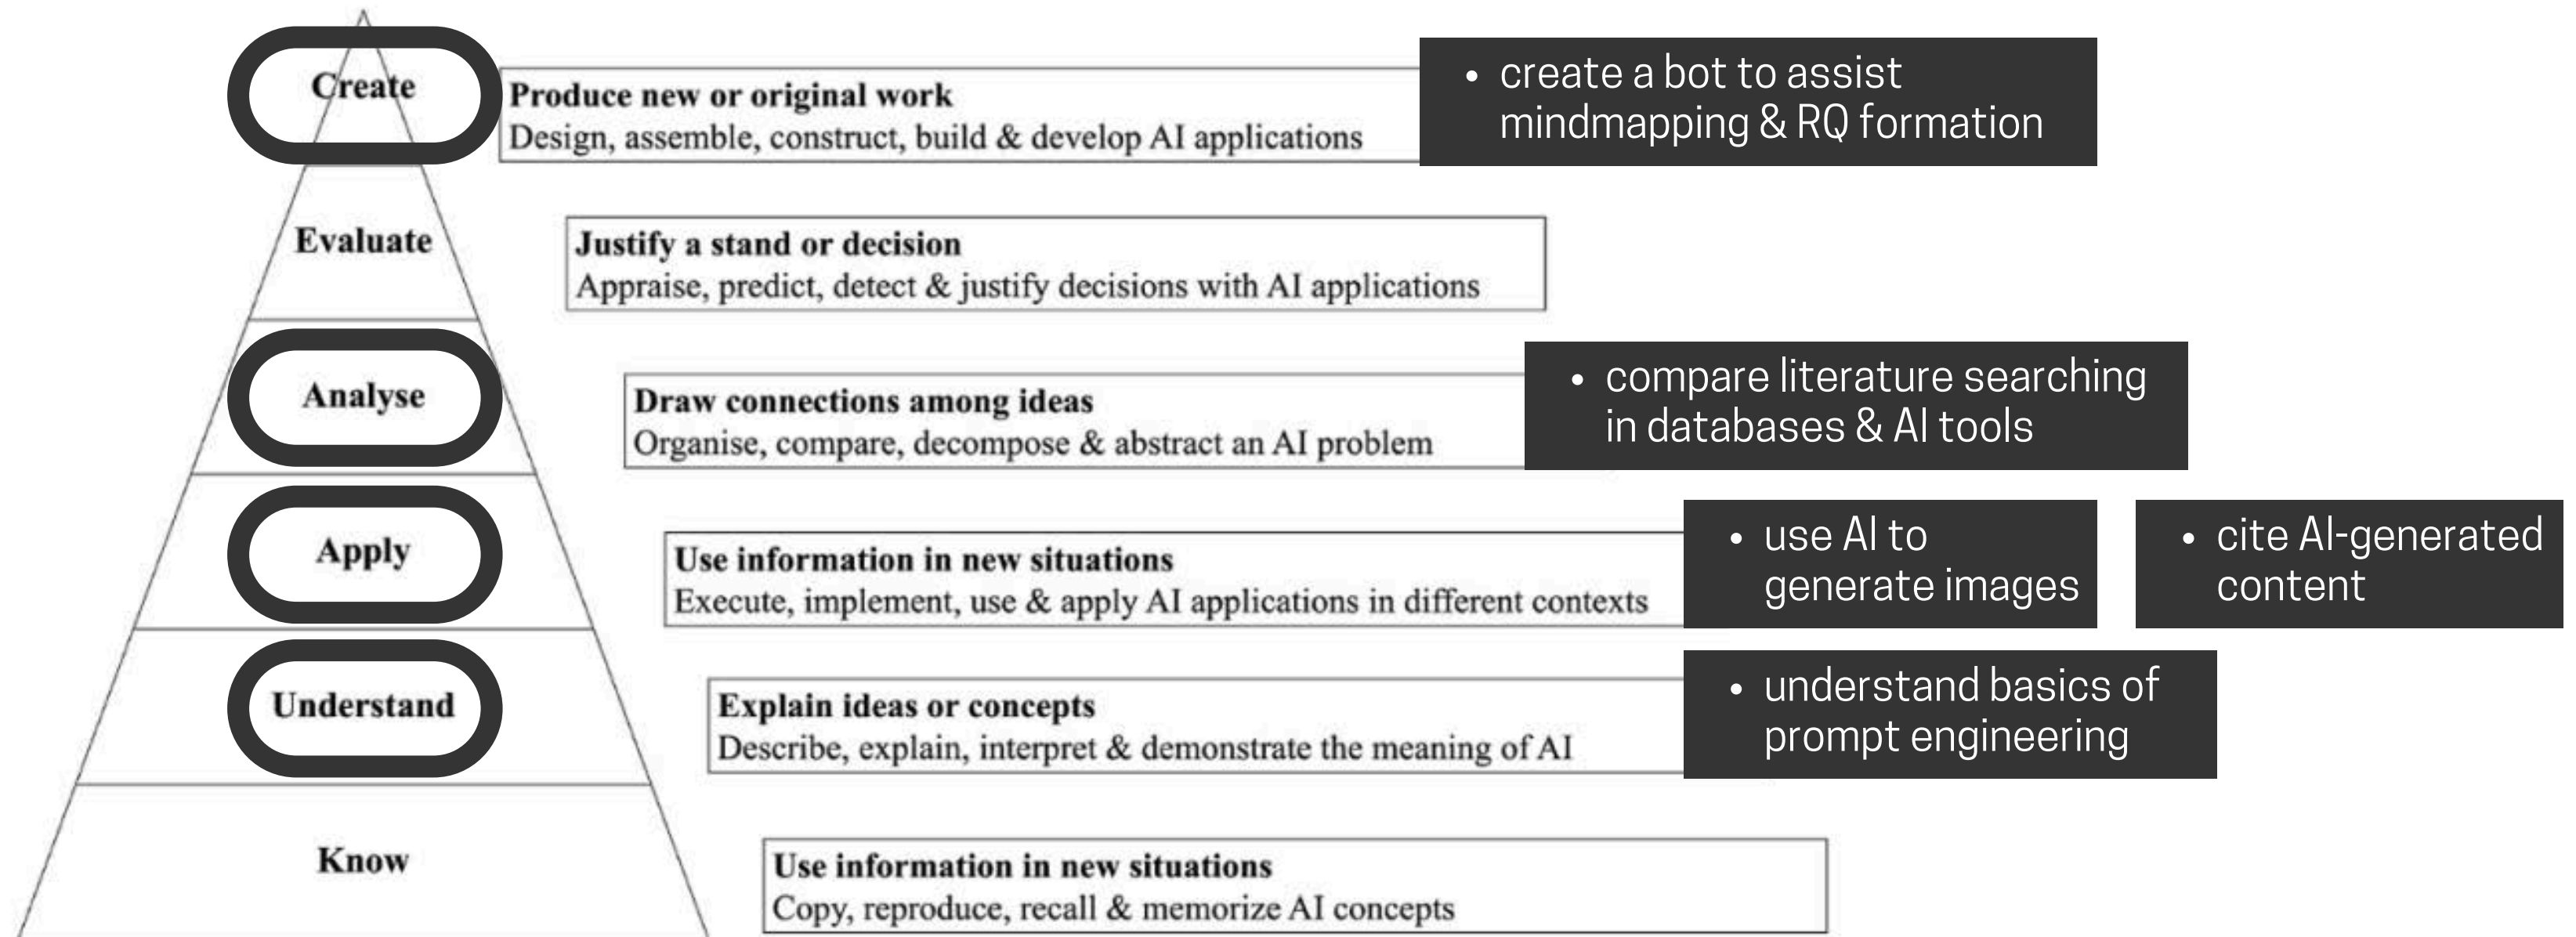 Create
Produce new or original work
Design, assemble, construct, build & develop AI applications
• create a bot to assist
mindmapping & RQ formation
Evaluate
Justify a stand or decision
Appraise, predict, detect & justify decisions with AI applications
Analyse
Draw connections among ideas
Organise, compare, decompose & abstract an AI problem
• compare literature searching
in databases & AI tools
Apply
Use information in new situations
Execute, implement, use & apply AI applications in different contexts
• use AI to
generate images
• cite AI-generated
content
Understand
Explain ideas or concepts
Describe, explain, interpret & demonstrate the meaning of AI
• understand basics of
prompt engineering
Know
Use information in new situations
Copy, reproduce, recall & memorize AI concepts